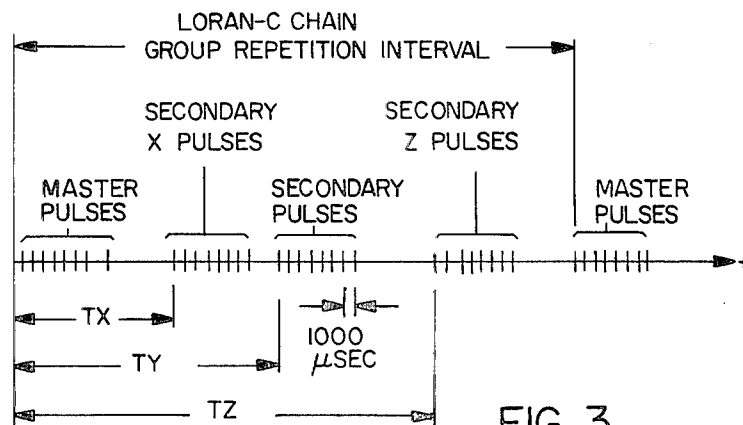 LORAN-C CHAIN
GROUP REPETITION INTERVAL
SECONDARY
X PULSES
SECONDARY
Z PULSES
MASTER
PULSES
SECONDARY
PULSES
MASTER
PULSES
TX
1000
μSEC
TY
TZ
FIG. 3